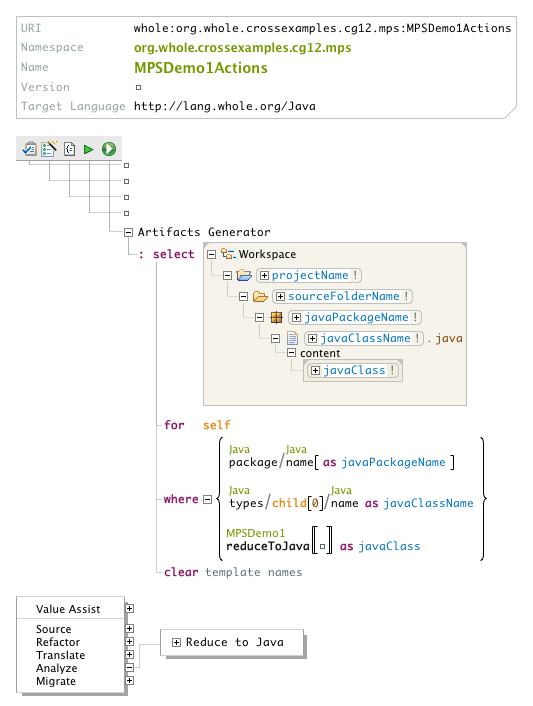 URI whole:org.whole.crossexamples.cg12.mps:MPSDemo1Actions
Namespace org.whole.crossexamples.cg12.mps
Name MPSDemo1Actions
Version
Target Language http://lang.whole.org/Java
Artifacts Generator
: select
Workspace
projectName !
sourceFolderName !
javaPackageName !
javaClassName ! . java
content
javaClass !
for self
Java Java
package/name[ as javaPackageName ]
where
Java Java
types/child[0]/name as javaClassName
MPSDemo1
reduceToJava[ ] as javaClass
clear template names
Value Assist
Source
Refactor
Translate
Analyze
Migrate
Reduce to Java